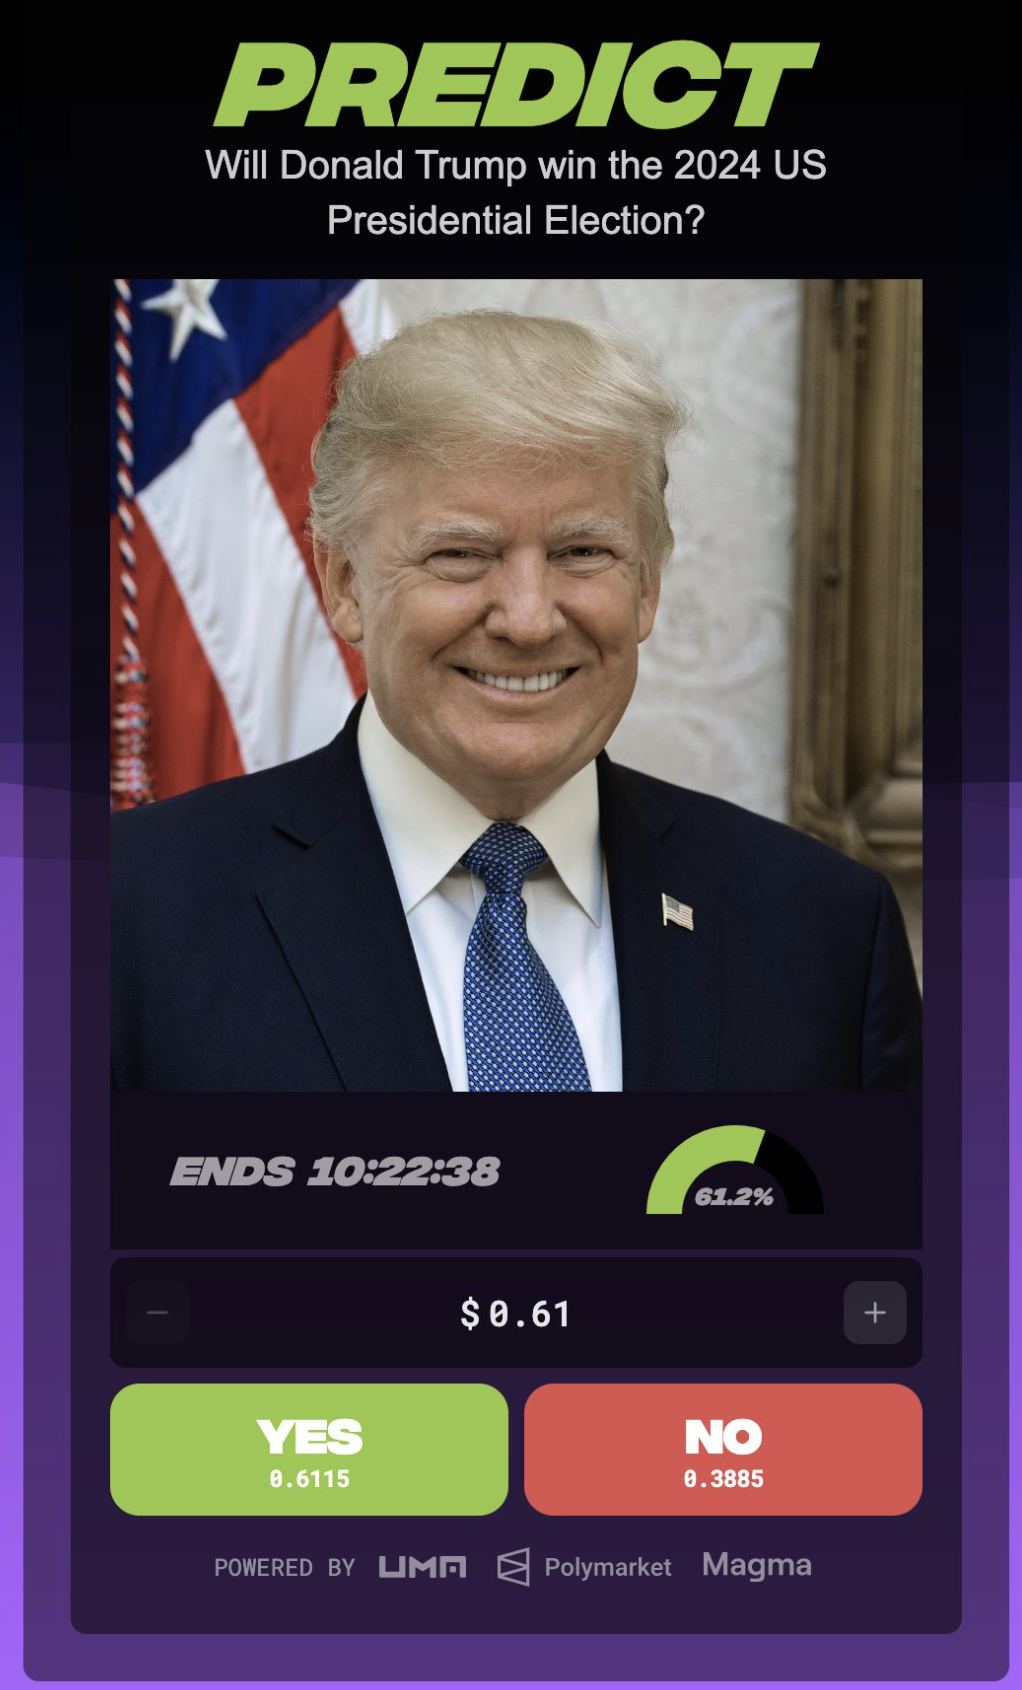 PREDICT
Will Donald Trump win the 2024 US
Presidential Election?
ENDS 10:22:38
61.2%
− $0.61 +
YES
0.6115
NO
0.3885
POWERED BY UMA Polymarket Magma